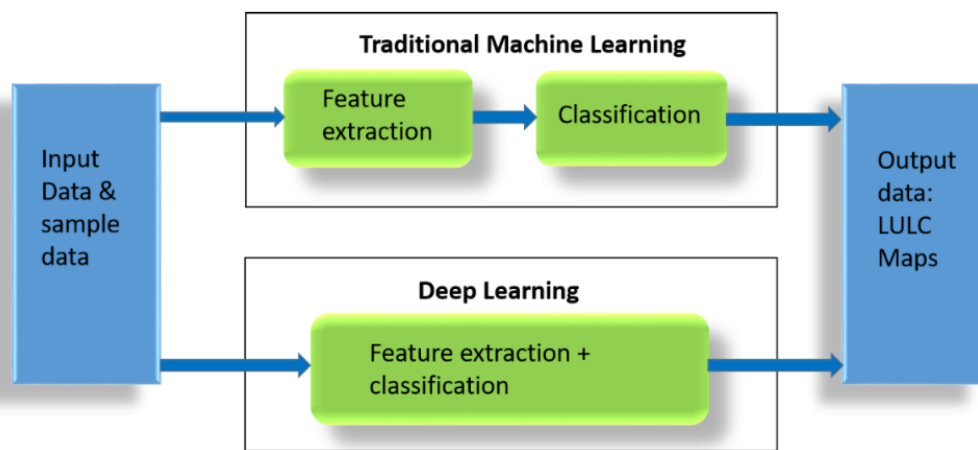 Input
Data &
sample
data
Traditional Machine Learning
Feature
extraction
Classification
Deep Learning
Feature extraction +
classification
Output
data:
LULC
Maps